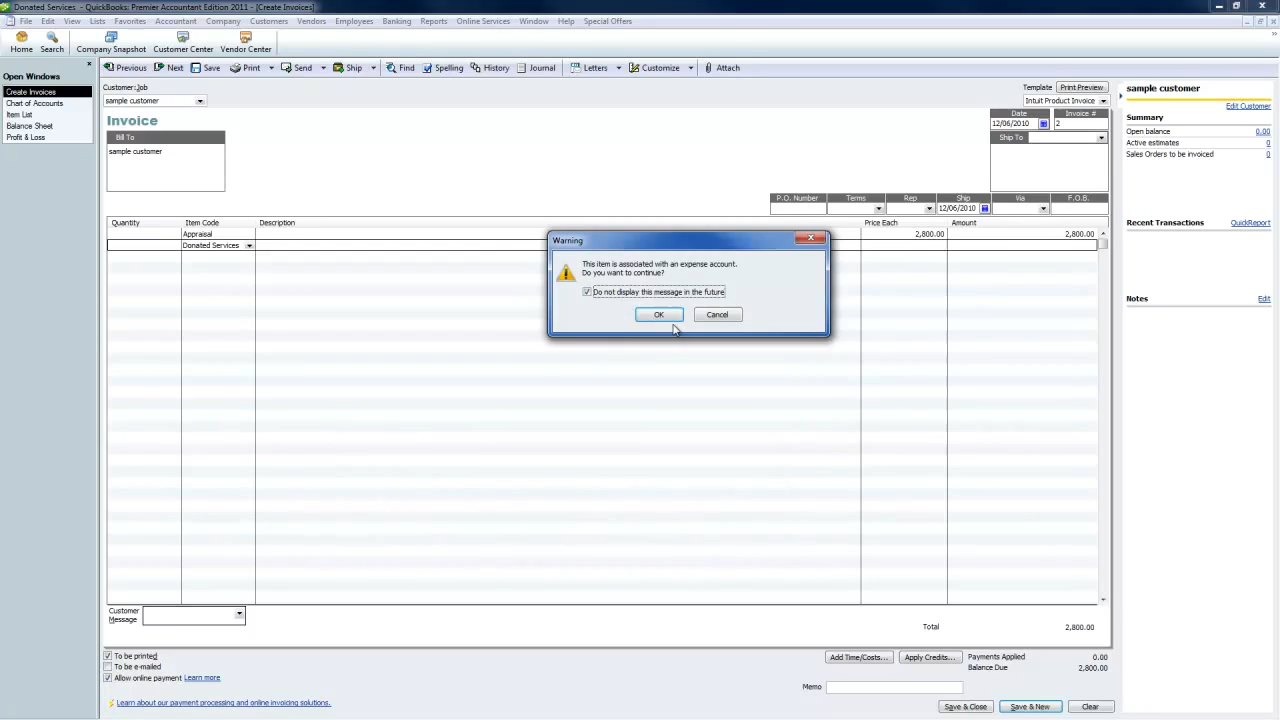 Donated Services - QuickBooks: Premier Accountant Edition 2011 - [Create Invoices]
File Edit View Lists Favorites Accountant Company Customers Vendors Employees Banking Reports Online Services Window Help Special Offers
Home Search Company Snapshot Customer Center Vendor Center
Open Windows
Create Invoices
Chart of Accounts
Item List
Balance Sheet
Profit & Loss
Previous Next Save Print Send Ship Find Spelling History Journal Letters Customize Attach
Customer:Job
sample customer
Template Print Preview
Intuit Product Invoice
Invoice
Date Invoice #
12/06/2010 2
Bill To
sample customer
Ship To
P.O. Number Terms Rep Ship Via F.O.B.
12/06/2010
Quantity Item Code Description Price Each Amount
Appraisal 2,800.00 2,800.00
Donated Services
Warning
This item is associated with an expense account.
Do you want to continue?
Do not display this message in the future
OK Cancel
Customer
Message
Total 2,800.00
To be printed
To be e-mailed
Allow online payment Learn more
Add Time/Costs... Apply Credits... Payments Applied 0.00
Balance Due 2,800.00
Memo
Learn about our payment processing and online invoicing solutions.
Save & Close Save & New Clear
sample customer
Edit Customer
Summary
Open balance 0.00
Active estimates 0
Sales Orders to be invoiced 0
Recent Transactions QuickReport
Notes Edit